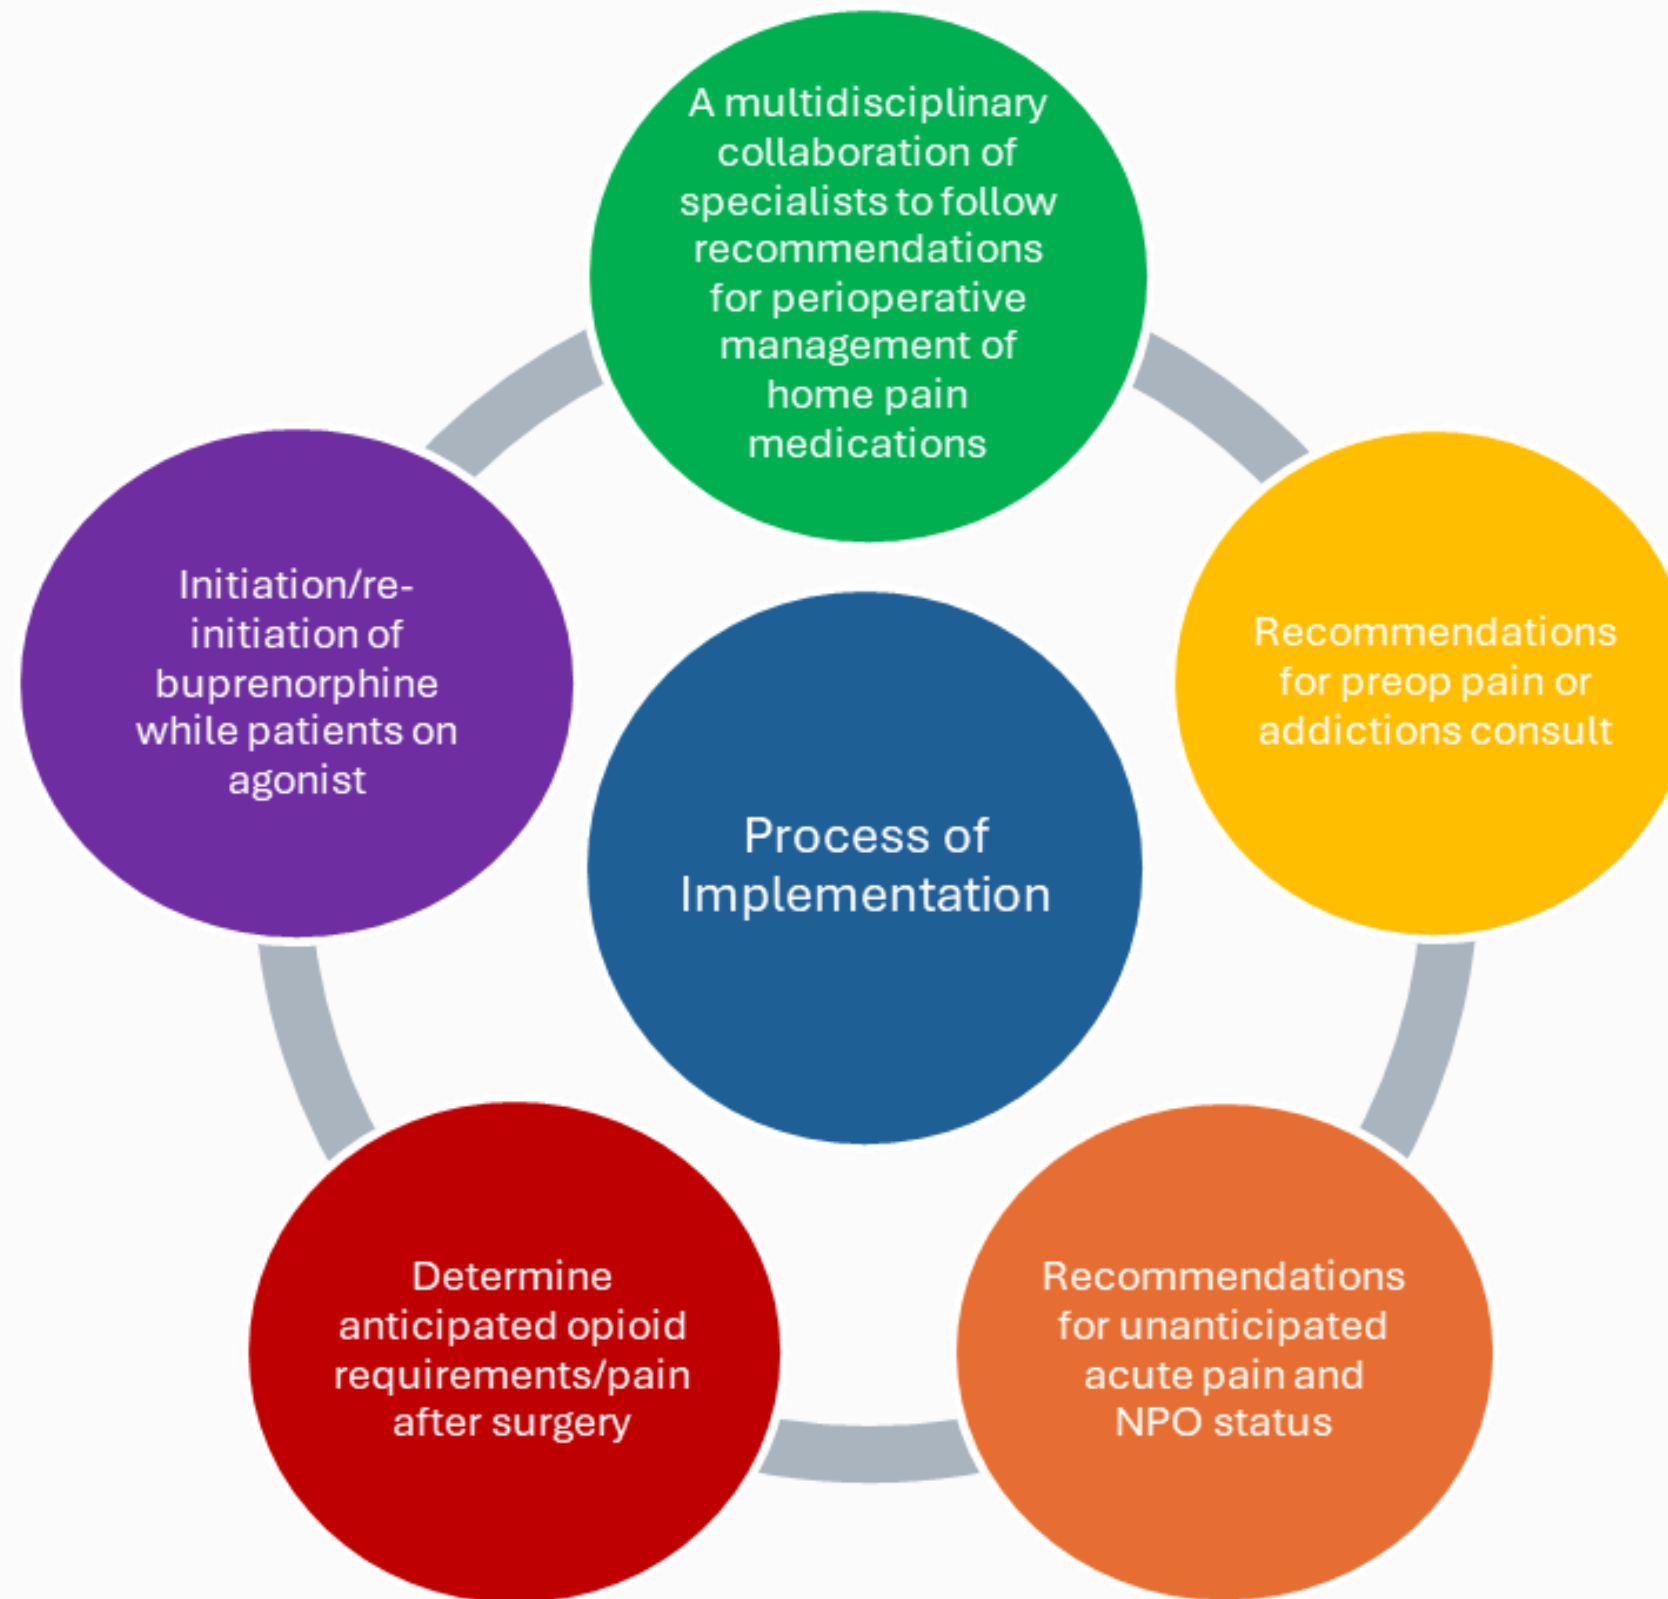 A multidisciplinary
collaboration of
specialists to follow
recommendations
for perioperative
management of
home pain
medications
Recommendations
for preop pain or
addictions consult
Recommendations
for unanticipated
acute pain and
NPO status
Determine
anticipated opioid
requirements/pain
after surgery
Initiation/re-
initiation of
buprenorphine
while patients on
agonist
Process of
Implementation